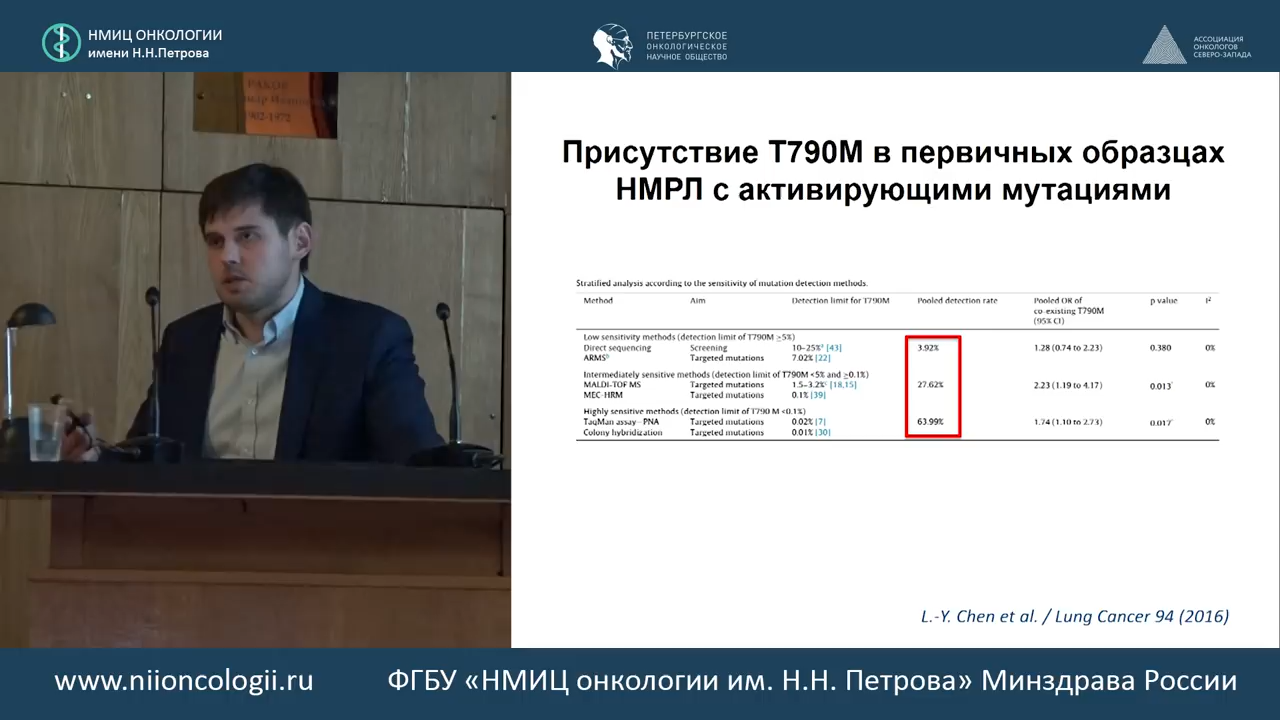 НМИЦ ОНКОЛОГИИ
имени Н.Н.Петрова
ПЕТЕРБУРГСКОЕ
ОНКОЛОГИЧЕСКОЕ
НАУЧНОЕ ОБЩЕСТВО
АССОЦИАЦИЯ
ОНКОЛОГОВ
СЕВЕРО-ЗАПАДА
1902-1972
Присутствие T790M в первичных образцах
НМРЛ с активирующими мутациями
Stratified analysis according to the sensitivity of mutation detection methods.
Method Aim Detection limit for T790M Pooled detection rate Pooled OR of co-existing T790M (95% CI) p value I²
Low sensitivity methods (detection limit of T790M ≥5%)
Direct sequencing Screening 10–25%ª [43] 3.92% 1.28 (0.74 to 2.23) 0.380 0%
ARMSᵇ Targeted mutations 7.02% [22]
Intermediately sensitive methods (detection limit of T790M <5% and ≥0.1%)
MALDI-TOF MS Targeted mutations 1.5–3.2%ᶜ [18,15] 27.62% 2.23 (1.19 to 4.17) 0.013* 0%
MEC-HRM Targeted mutations 0.1% [39]
Highly sensitive methods (detection limit of T790 M <0.1%)
TaqMan assay–PNA Targeted mutations 0.02% [7] 63.99% 1.74 (1.10 to 2.73) 0.017* 0%
Colony hybridization Targeted mutations 0.01% [30]
L.-Y. Chen et al. / Lung Cancer 94 (2016)
www.niioncologii.ru ФГБУ «НМИЦ онкологии им. Н.Н. Петрова» Минздрава России